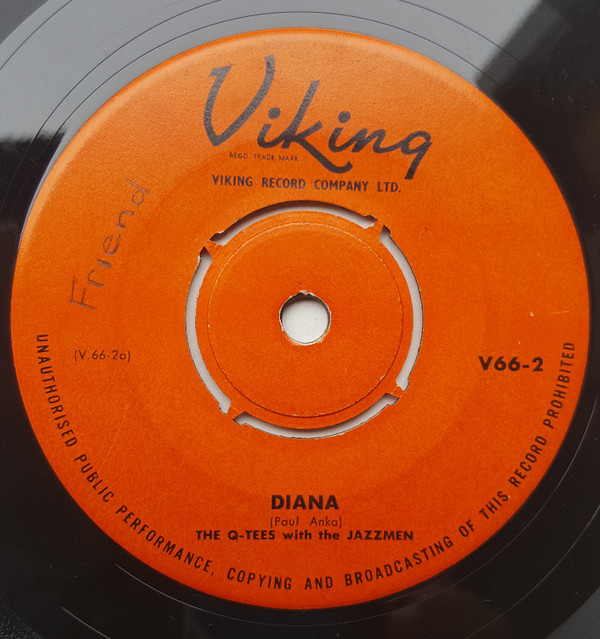 Viking
REGD. TRADE MARK
VIKING RECORD COMPANY LTD.
Friend
(V.66-2a)
V66-2
DIANA
(Paul Anka)
THE Q-TEES with the JAZZMEN
UNAUTHORISED PUBLIC PERFORMANCE, COPYING AND BROADCASTING OF THIS RECORD PROHIBITED